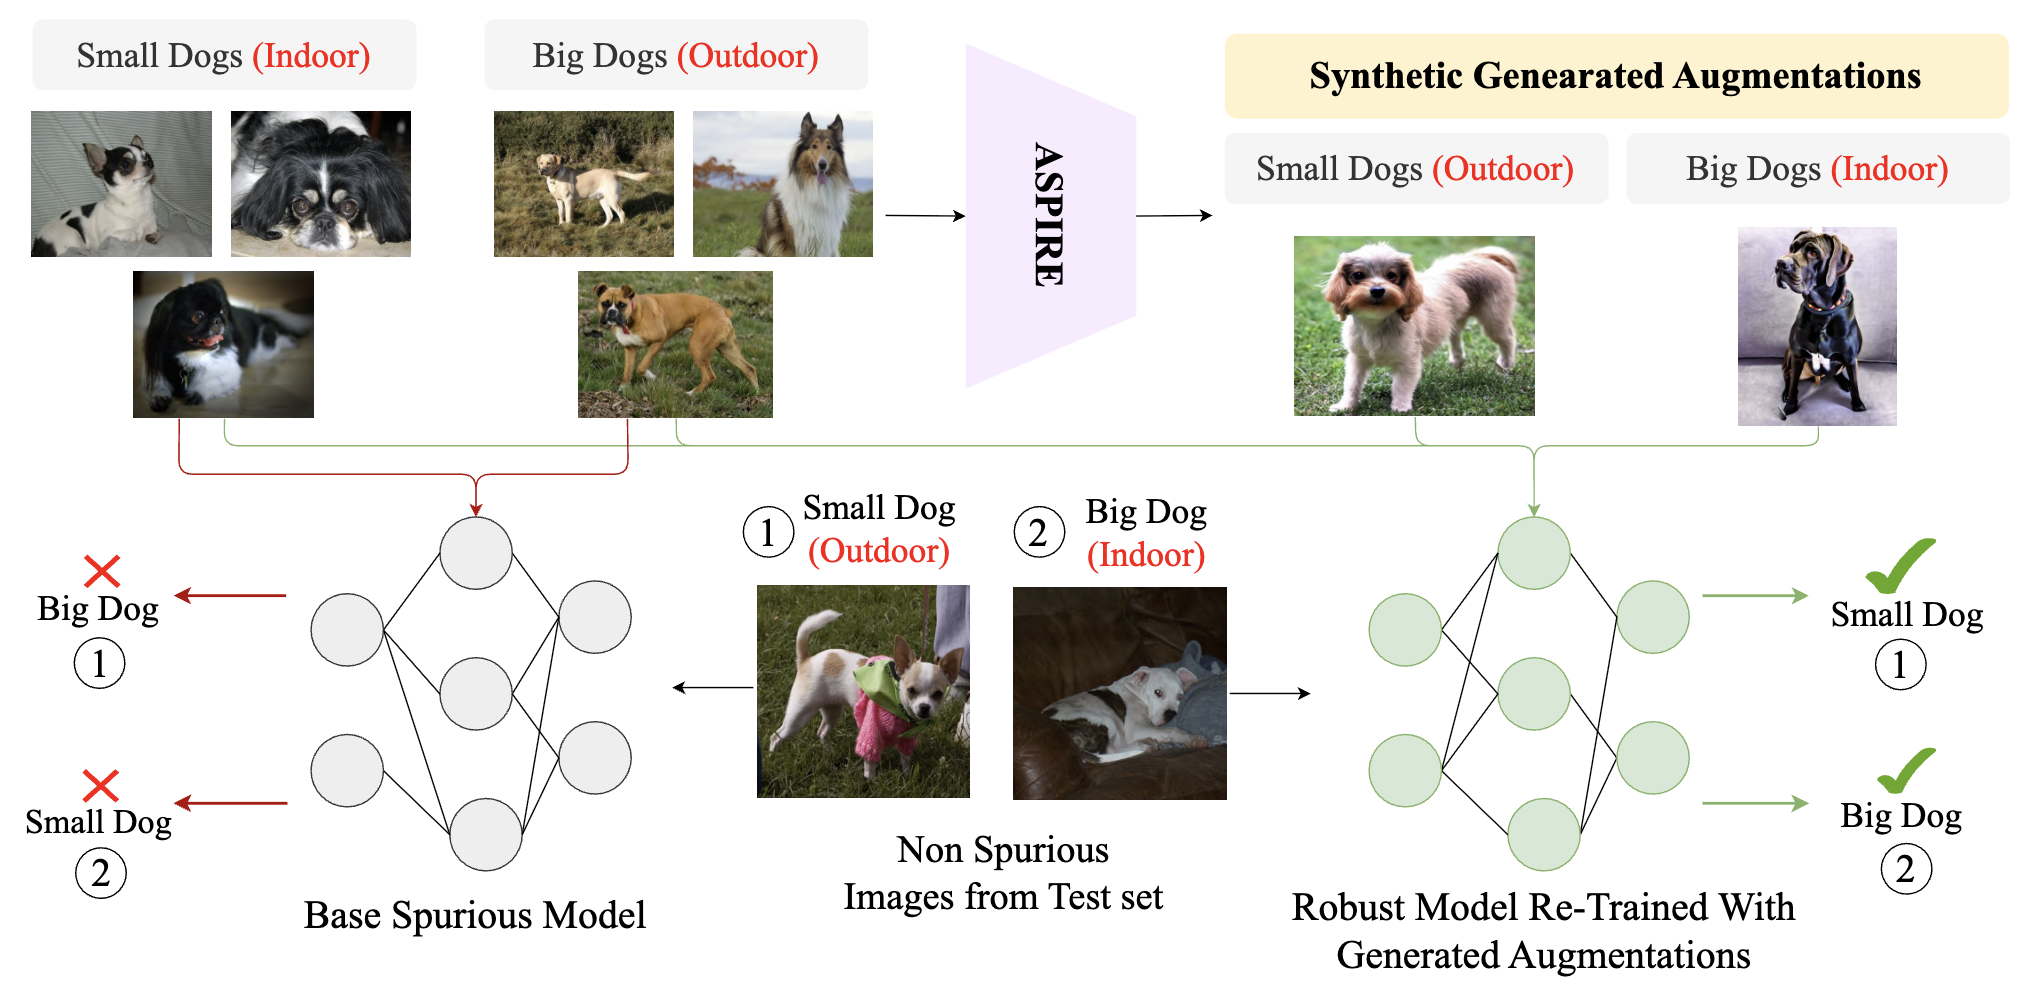 Small Dogs (Indoor)
Big Dogs (Outdoor)
ASPIRE
Synthetic Genearated Augmentations
Small Dogs (Outdoor)
Big Dogs (Indoor)
1
Small Dog
(Outdoor)
2
Big Dog
(Indoor)
Big Dog
1
Small Dog
2
Base Spurious Model
Non Spurious
Images from Test set
Small Dog
1
Big Dog
2
Robust Model Re-Trained With
Generated Augmentations